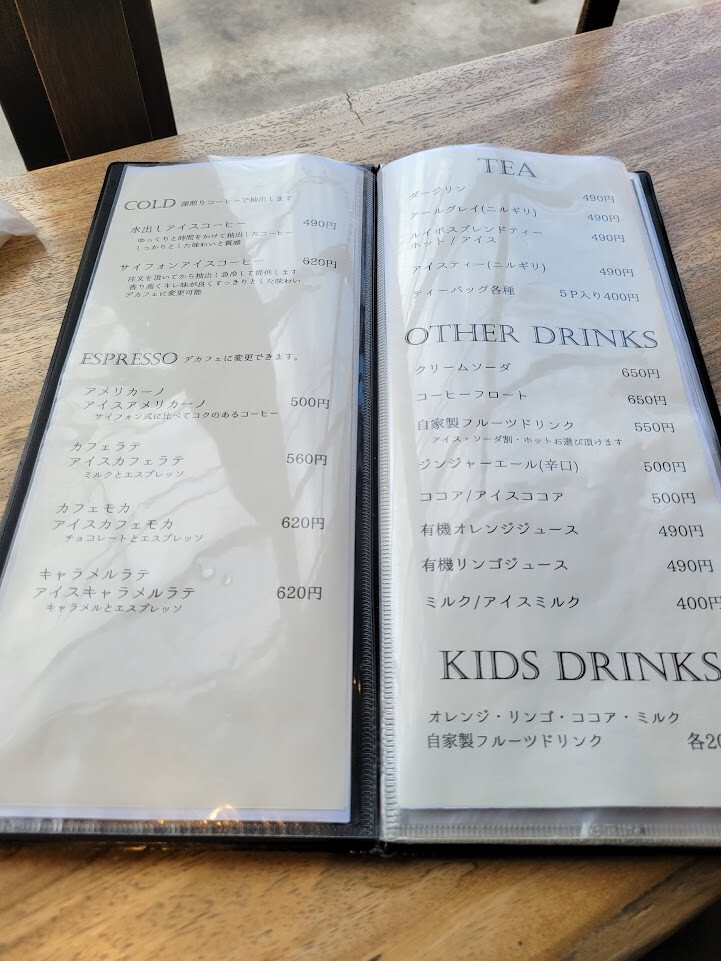 COLD 深煎りコーヒーで抽出します
水出しアイスコーヒー 490円
ゆっくりと時間をかけて抽出したコーヒー
しっかりとした味わいと質感
サイフォンアイスコーヒー 620円
注文を頂いてから抽出し急冷して提供します
香り高くキレ味が良くすっきりとした味わい
デカフェに変更可能
ESPRESSO デカフェに変更できます。
アメリカーノ
アイスアメリカーノ 500円
サイフォン式に比べてコクのあるコーヒー
カフェラテ
アイスカフェラテ 560円
ミルクとエスプレッソ
カフェモカ
アイスカフェモカ 620円
チョコレートとエスプレッソ
キャラメルラテ
アイスキャラメルラテ 620円
キャラメルとエスプレッソ
TEA
ダージリン 490円
アールグレイ(ニルギリ) 490円
ルイボスブレンドティー 490円
ホット/アイス
アイスティー(ニルギリ) 490円
ティーバッグ各種 5P入り400円
OTHER DRINKS
クリームソーダ 650円
コーヒーフロート 650円
自家製フルーツドリンク 550円
アイス・ソーダ割・ホットお選び頂けます
ジンジャーエール(辛口) 500円
ココア/アイスココア 500円
有機オレンジジュース 490円
有機リンゴジュース 490円
ミルク/アイスミルク 400円
KIDS DRINKS
オレンジ・リンゴ・ココア・ミルク
自家製フルーツドリンク 各20